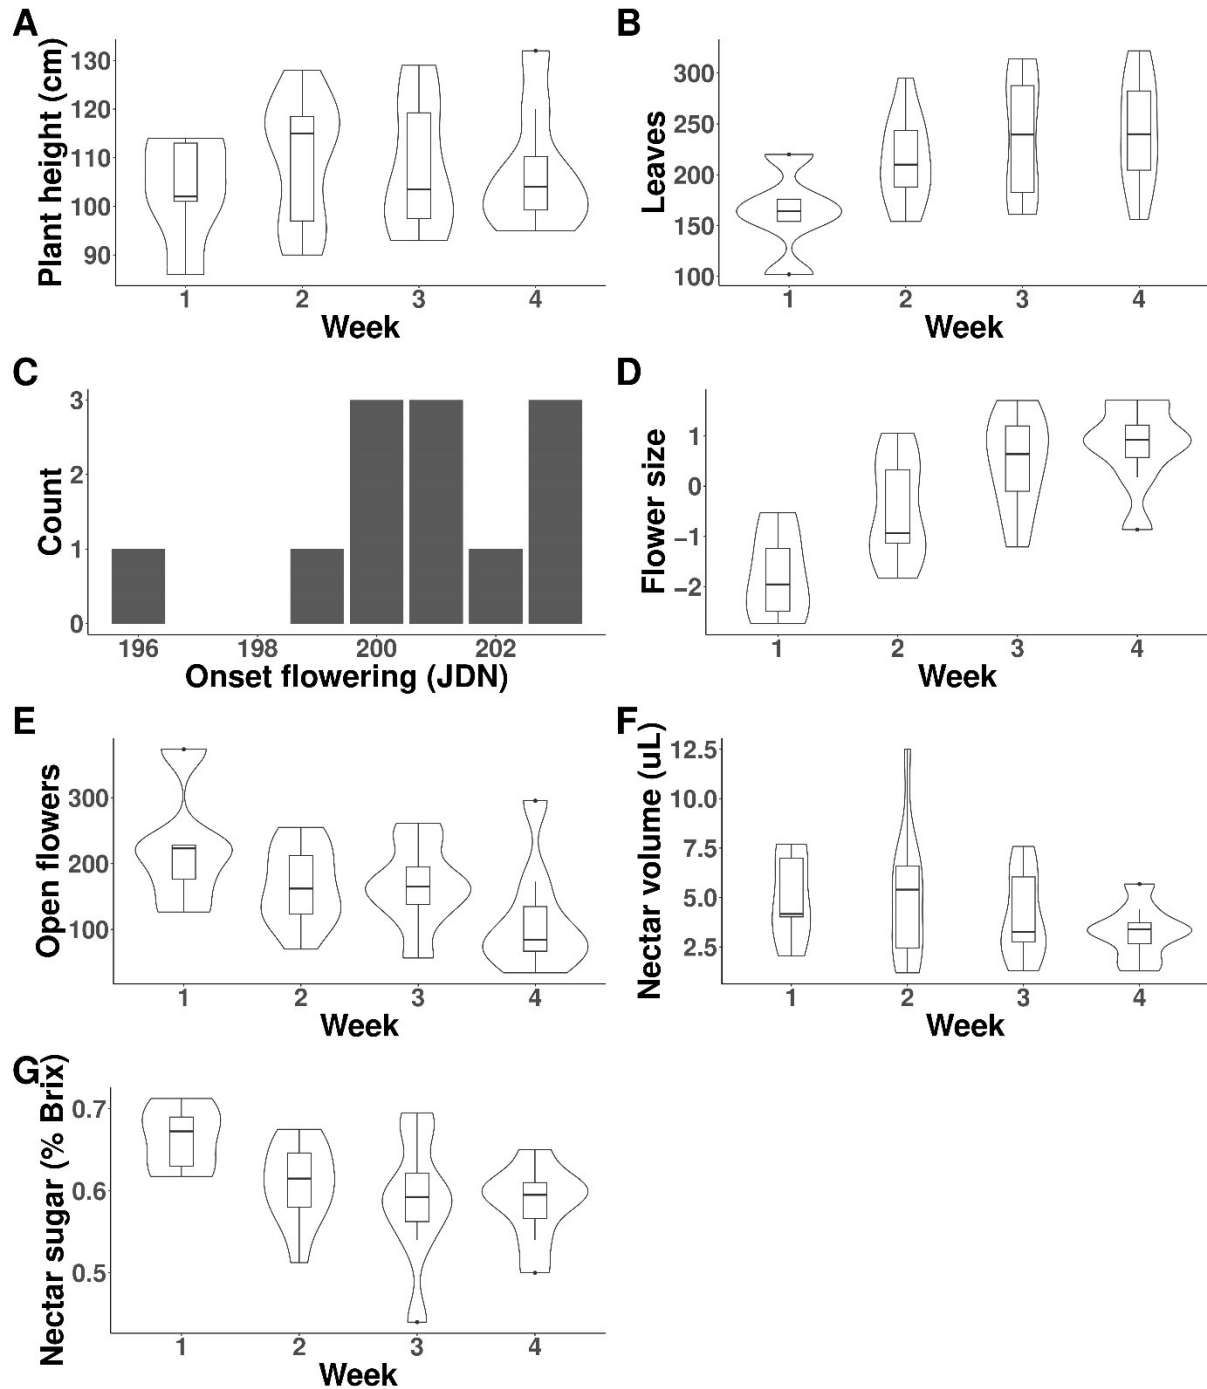 A
Plant height (cm)
130
120
110
100
90
1 2 3 4
Week
B
Leaves
300
250
200
150
100
1 2 3 4
Week
C
Count
3
2
1
0
196 198 200 202
Onset flowering (JDN)
D
Flower size
1
0
−1
−2
1 2 3 4
Week
E
Open flowers
300
200
100
1 2 3 4
Week
F
Nectar volume (uL)
12.5
10.0
7.5
5.0
2.5
1 2 3 4
Week
G
Nectar sugar (% Brix)
0.7
0.6
0.5
1 2 3 4
Week